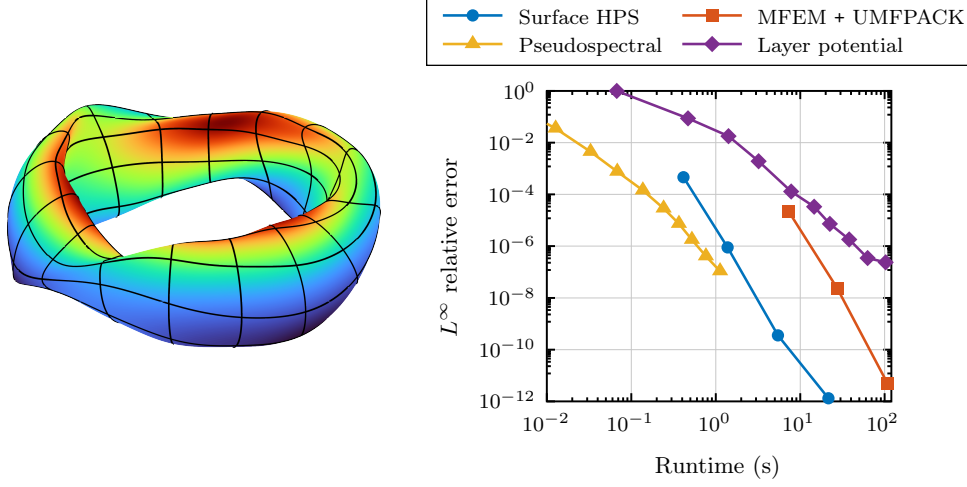 Surface HPS
MFEM + UMFPACK
Pseudospectral
Layer potential
10^0
10^−2
10^−4
10^−6
10^−8
10^−10
10^−12
L^∞ relative error
10^−2
10^−1
10^0
10^1
10^2
Runtime (s)